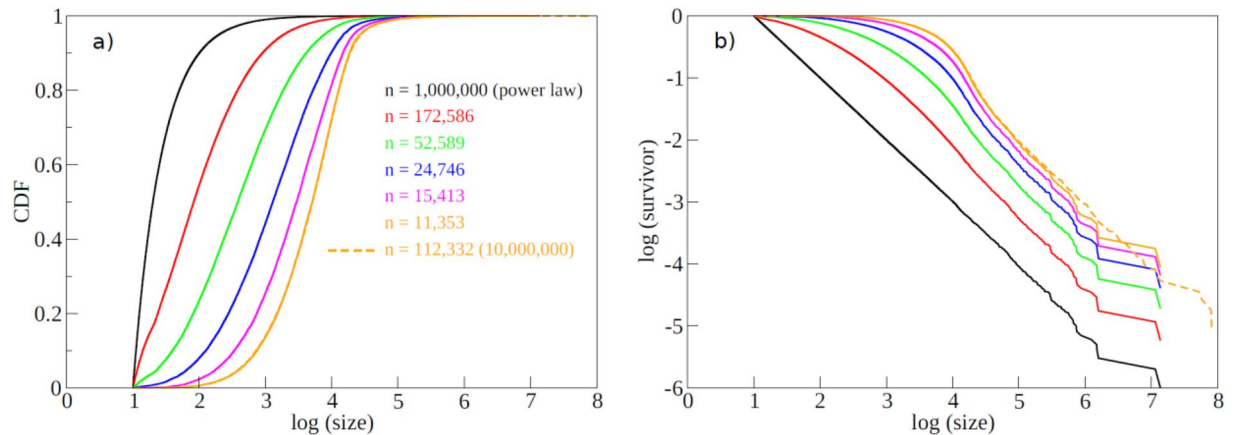 a)
CDF
1
0.8
0.6
0.4
0.2
0
n = 1,000,000 (power law)
n = 172,586
n = 52,589
n = 24,746
n = 15,413
n = 11,353
n = 112,332 (10,000,000)
0 1 2 3 4 5 6 7 8
log (size)
b)
log (survivor)
-0
-1
-2
-3
-4
-5
-6
0 1 2 3 4 5 6 7 8
log (size)